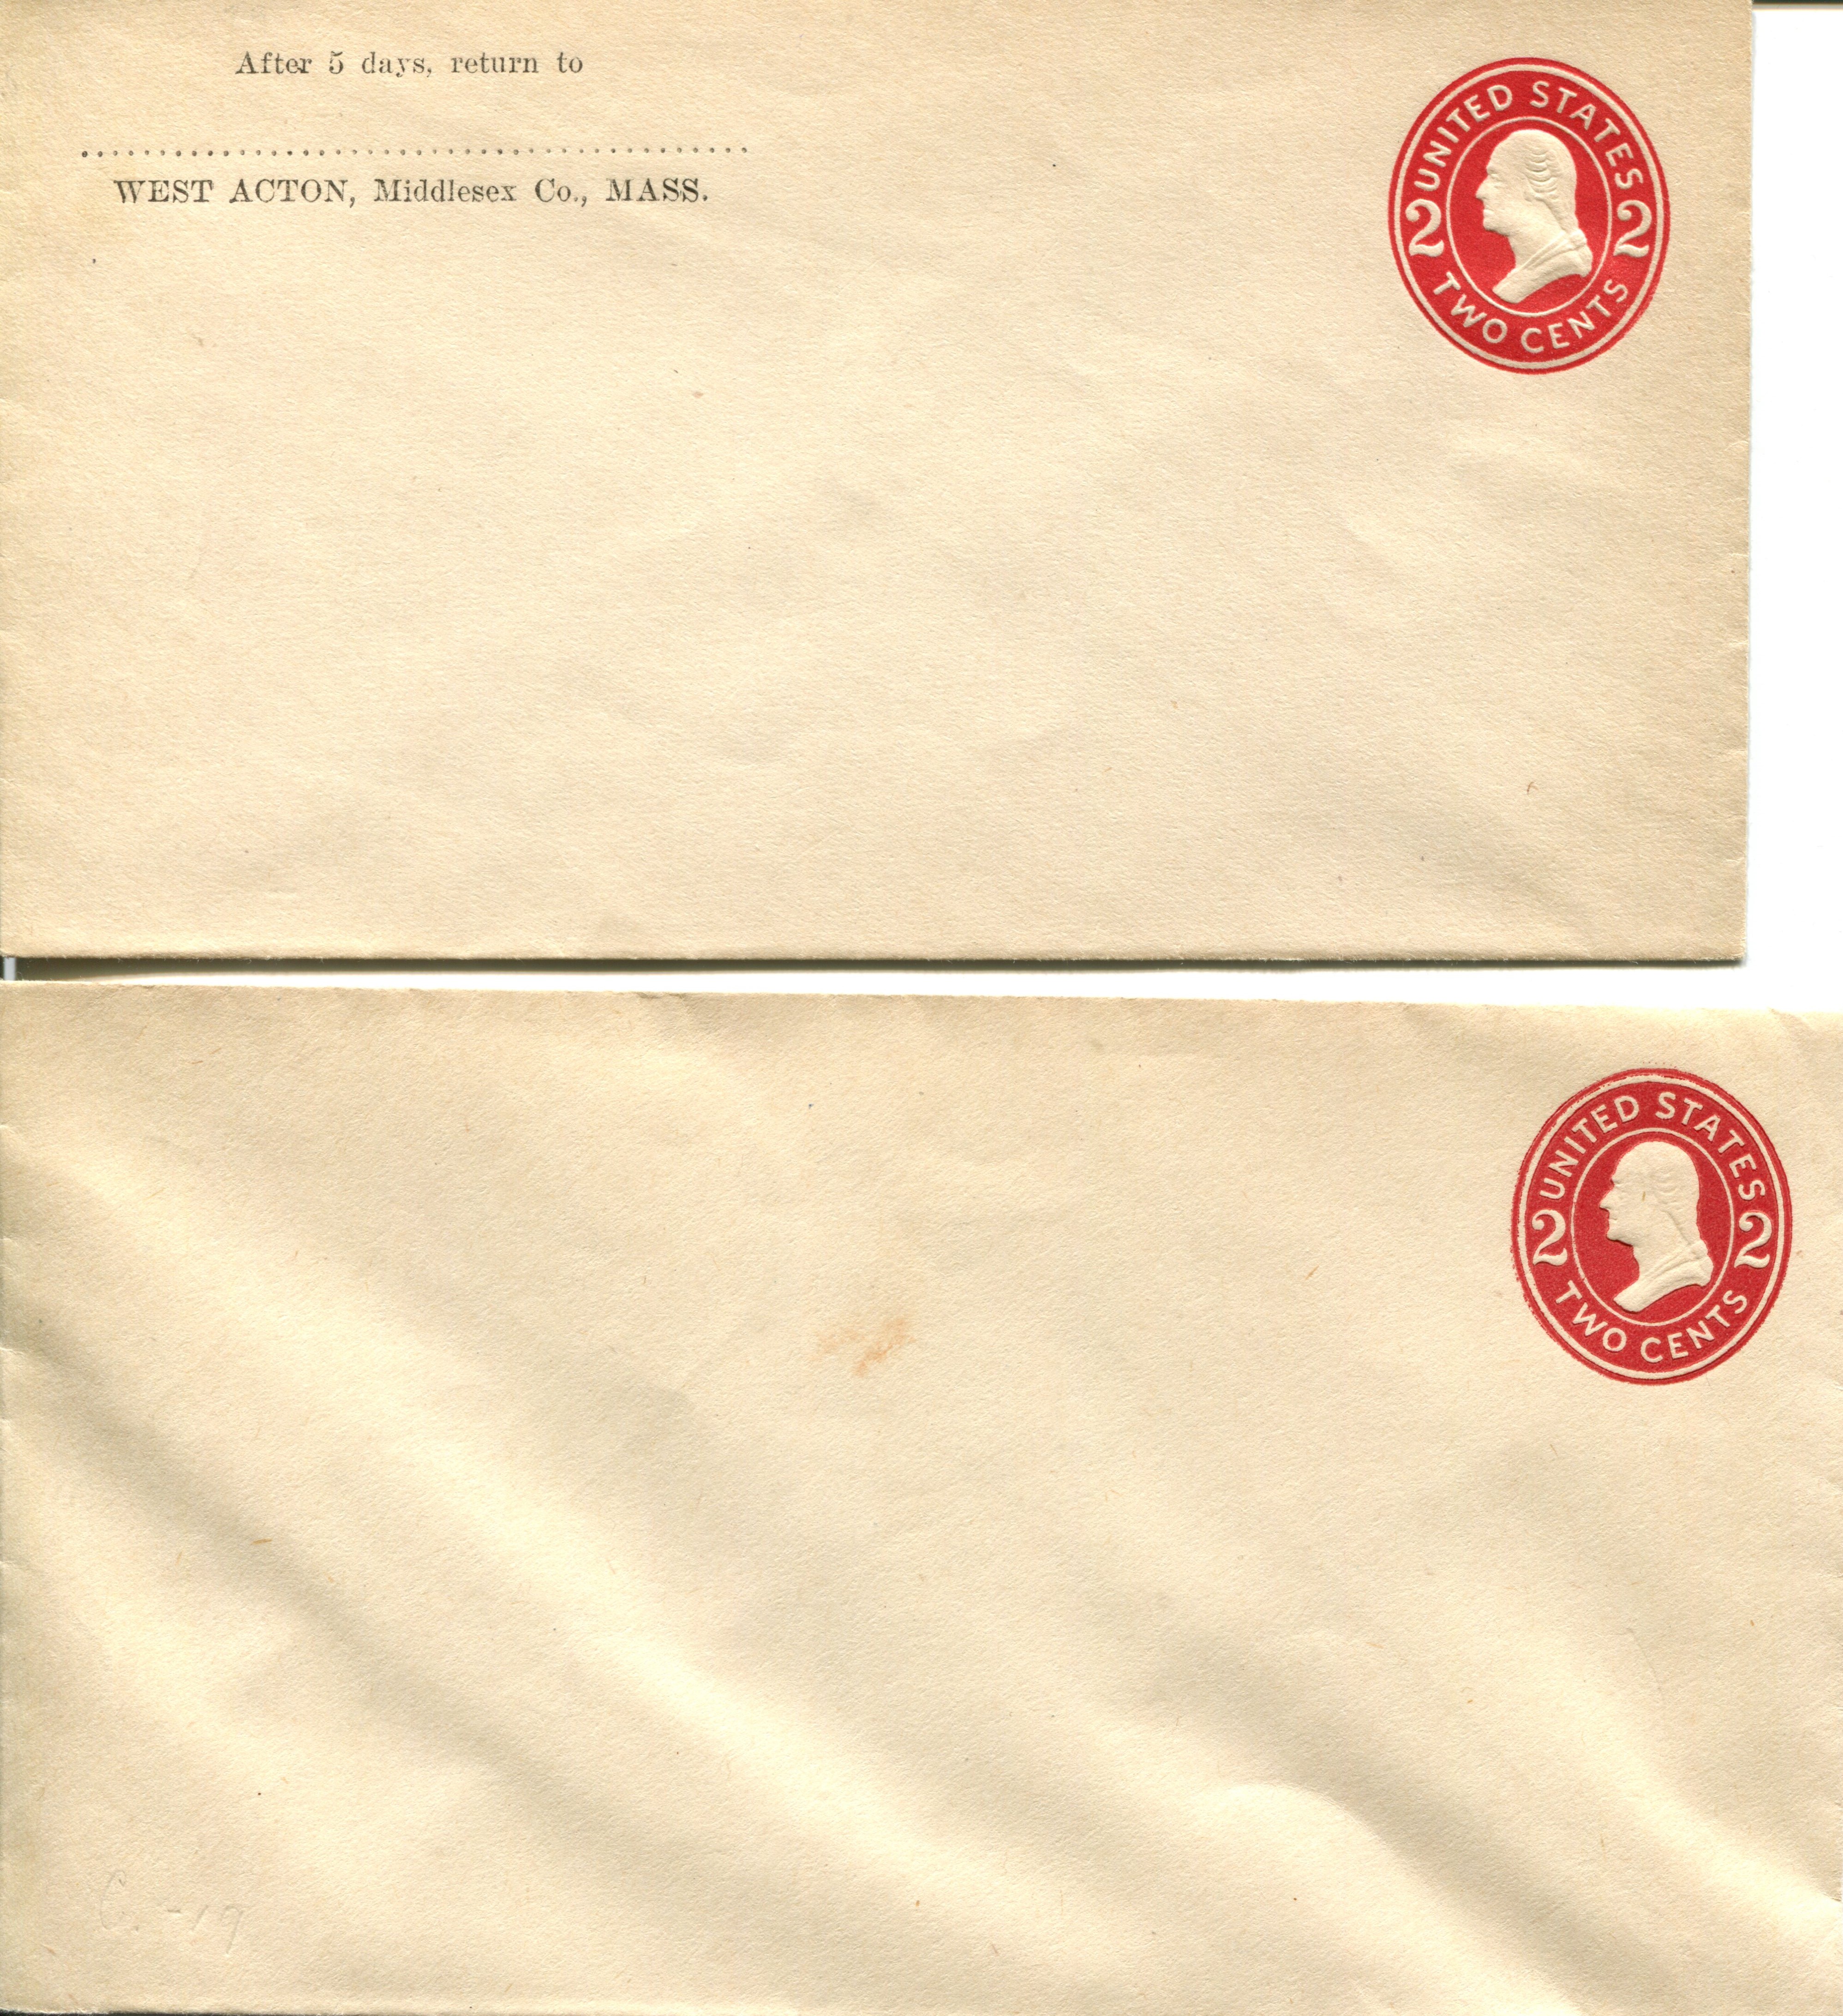 After 5 days, return to
WEST ACTON, Middlesex Co., MASS.
UNITED STATES
2 2
TWO CENTS
UNITED STATES
2 2
TWO CENTS